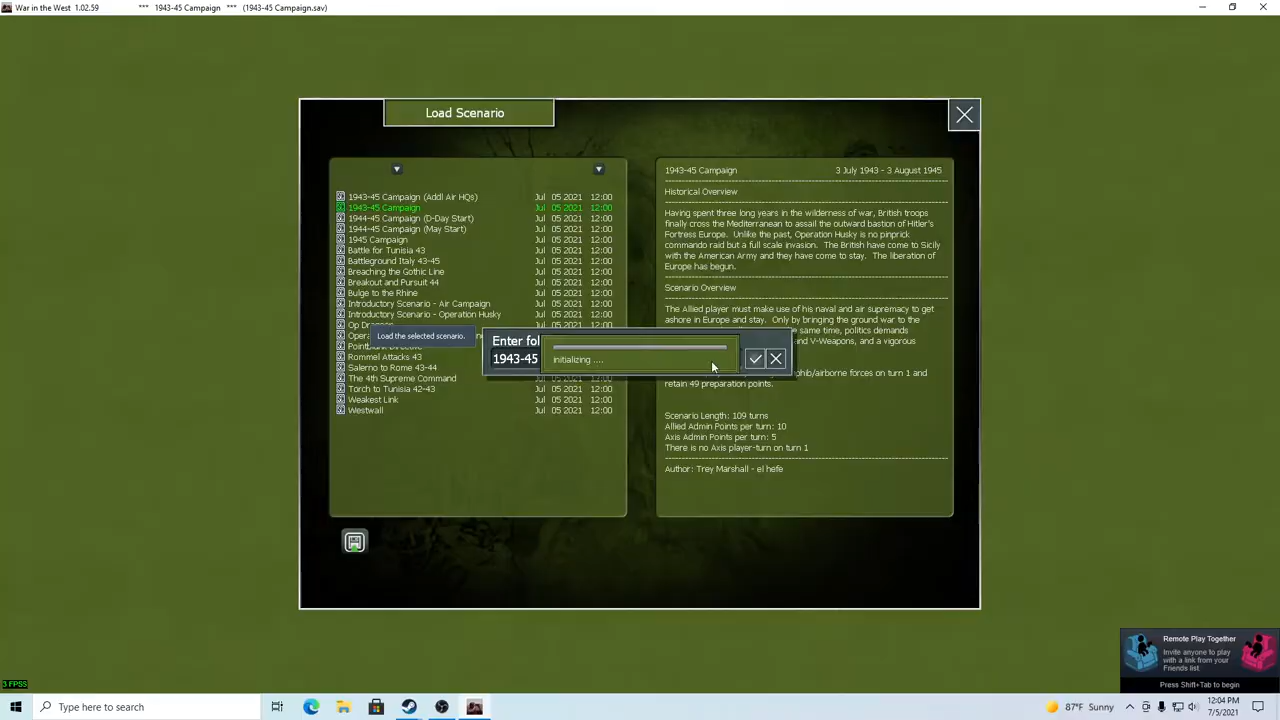 War in the West 1.02.59 *** 1943-45 Campaign *** (1943-45 Campaign.sav)
Load Scenario
1943-45 Campaign (Addl Air HQs) Jul 05 2021 12:00
1943-45 Campaign Jul 05 2021 12:00
1944-45 Campaign (D-Day Start) Jul 05 2021 12:00
1944-45 Campaign (May Start) Jul 05 2021 12:00
1945 Campaign Jul 05 2021 12:00
Battle for Tunisia 43 Jul 05 2021 12:00
Battleground Italy 43-45 Jul 05 2021 12:00
Breaching the Gothic Line Jul 05 2021 12:00
Breakout and Pursuit 44 Jul 05 2021 12:00
Bulge to the Rhine Jul 05 2021 12:00
Introductory Scenario - Air Campaign Jul 05 2021 12:00
Introductory Scenario - Operation Husky Jul 05 2021 12:00
Op
Load the selected scenario.
Rommel Attacks 43 Jul 05 2021 12:00
Salerno to Rome 43-44 Jul 05 2021 12:00
The 4th Supreme Command Jul 05 2021 12:00
Torch to Tunisia 42-43 Jul 05 2021 12:00
Weakest Link Jul 05 2021 12:00
Westwall Jul 05 2021 12:00
Enter fol
1943-45
initializing ....
1943-45 Campaign 3 July 1943 - 3 August 1945
Historical Overview
Having spent three long years in the wilderness of war, British troops
finally cross the Mediterranean to assail the outward bastion of Hitler's
Fortress Europe. Unlike the past, Operation Husky is no pinprick
commando raid but a full scale invasion. The British have come to Sicily
with the American Army and they have come to stay. The liberation of
Europe has begun.
Scenario Overview
The Allied player must make use of his naval and air supremacy to get
ashore in Europe and stay. Only by bringing the ground war to the
same time, politics demands
and V-Weapons, and a vigorous
phib/airborne forces on turn 1 and
retain 49 preparation points.
Scenario Length: 109 turns
Allied Admin Points per turn: 10
Axis Admin Points per turn: 5
There is no Axis player-turn on turn 1
Author: Trey Marshall - el hefe
Remote Play Together
Invite anyone to play
with a link from your
Friends list.
Press Shift+Tab to begin
3 FPS
Type here to search
87°F Sunny
12:04 PM
7/5/2021